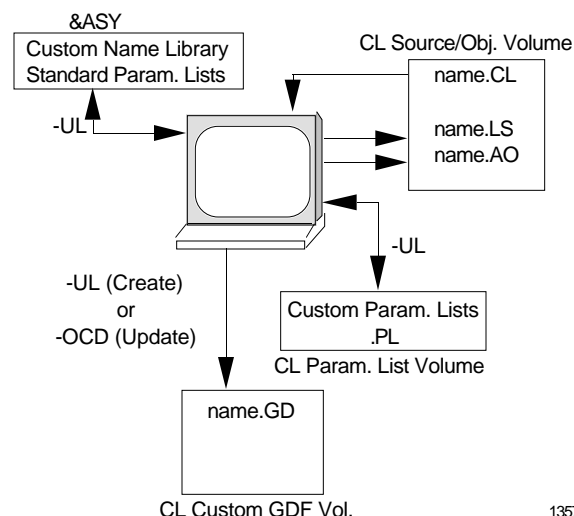 &ASY
Custom Name Library
Standard Param. Lists
-UL
CL Source/Obj. Volume
name.CL
name.LS
name.AO
-UL
-UL (Create)
or
-OCD (Update)
Custom Param. Lists
.PL
CL Param. List Volume
name.GD
CL Custom GDF Vol.
1357